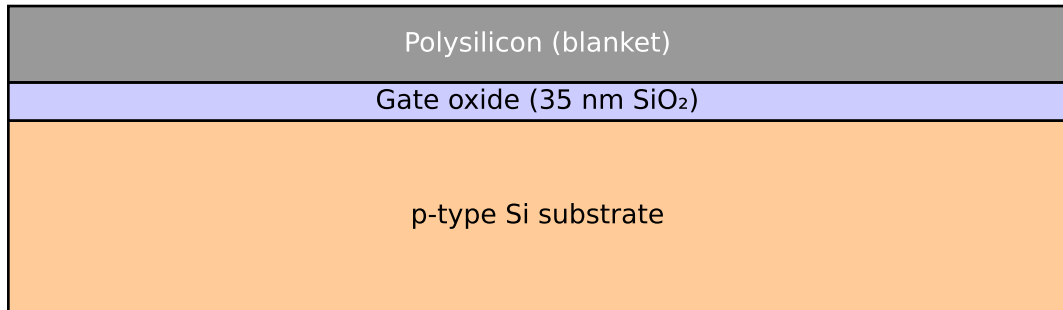 Polysilicon (blanket)
Gate oxide (35 nm SiO₂)
p-type Si substrate